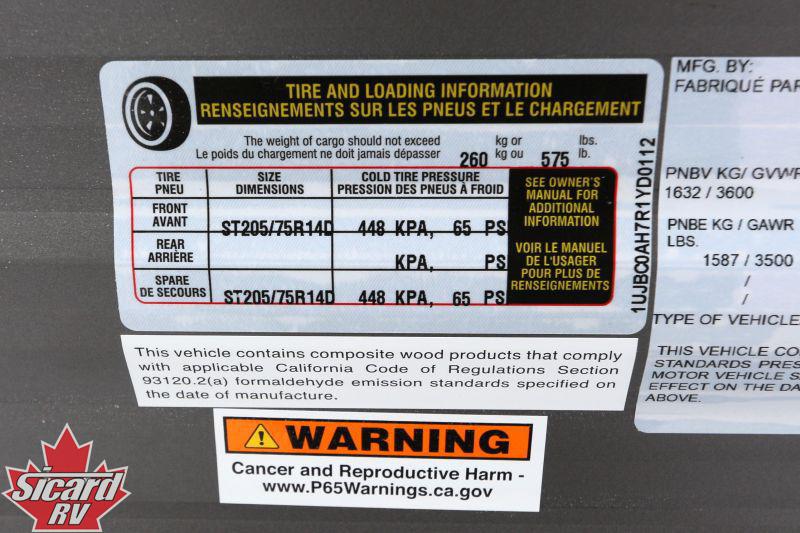 TIRE AND LOADING INFORMATION
RENSEIGNEMENTS SUR LES PNEUS ET LE CHARGEMENT
The weight of cargo should not exceed 260 kg or 575 lbs.
Le poids du chargement ne doit jamais dépasser kg ou lb.
TIRE PNEU
SIZE DIMENSIONS
COLD TIRE PRESSURE
PRESSION DES PNEUS À FROID
FRONT AVANT ST205/75R14D 448 KPA, 65 PS
REAR ARRIÈRE KPA, PS
SPARE DE SECOURS ST205/75R14D 448 KPA, 65 PS
SEE OWNER'S
MANUAL FOR
ADDITIONAL
INFORMATION
VOIR LE MANUEL
DE L'USAGER
POUR PLUS DE
RENSEIGNEMENTS
1UJBC0AH7R1YD0112
MFG. BY:
FABRIQUÉ PAR
PNBV KG/ GVWR
1632 / 3600
PNBE KG / GAWR
LBS.
1587 / 3500
/
/
TYPE OF VEHICLE
THIS VEHICLE CO
STANDARDS PRES
MOTOR VEHICLE S
EFFECT ON THE DA
ABOVE.
This vehicle contains composite wood products that comply
with applicable California Code of Regulations Section
93120.2(a) formaldehyde emission standards specified on
the date of manufacture.
WARNING
Cancer and Reproductive Harm -
www.P65Warnings.ca.gov
Sicard
RV